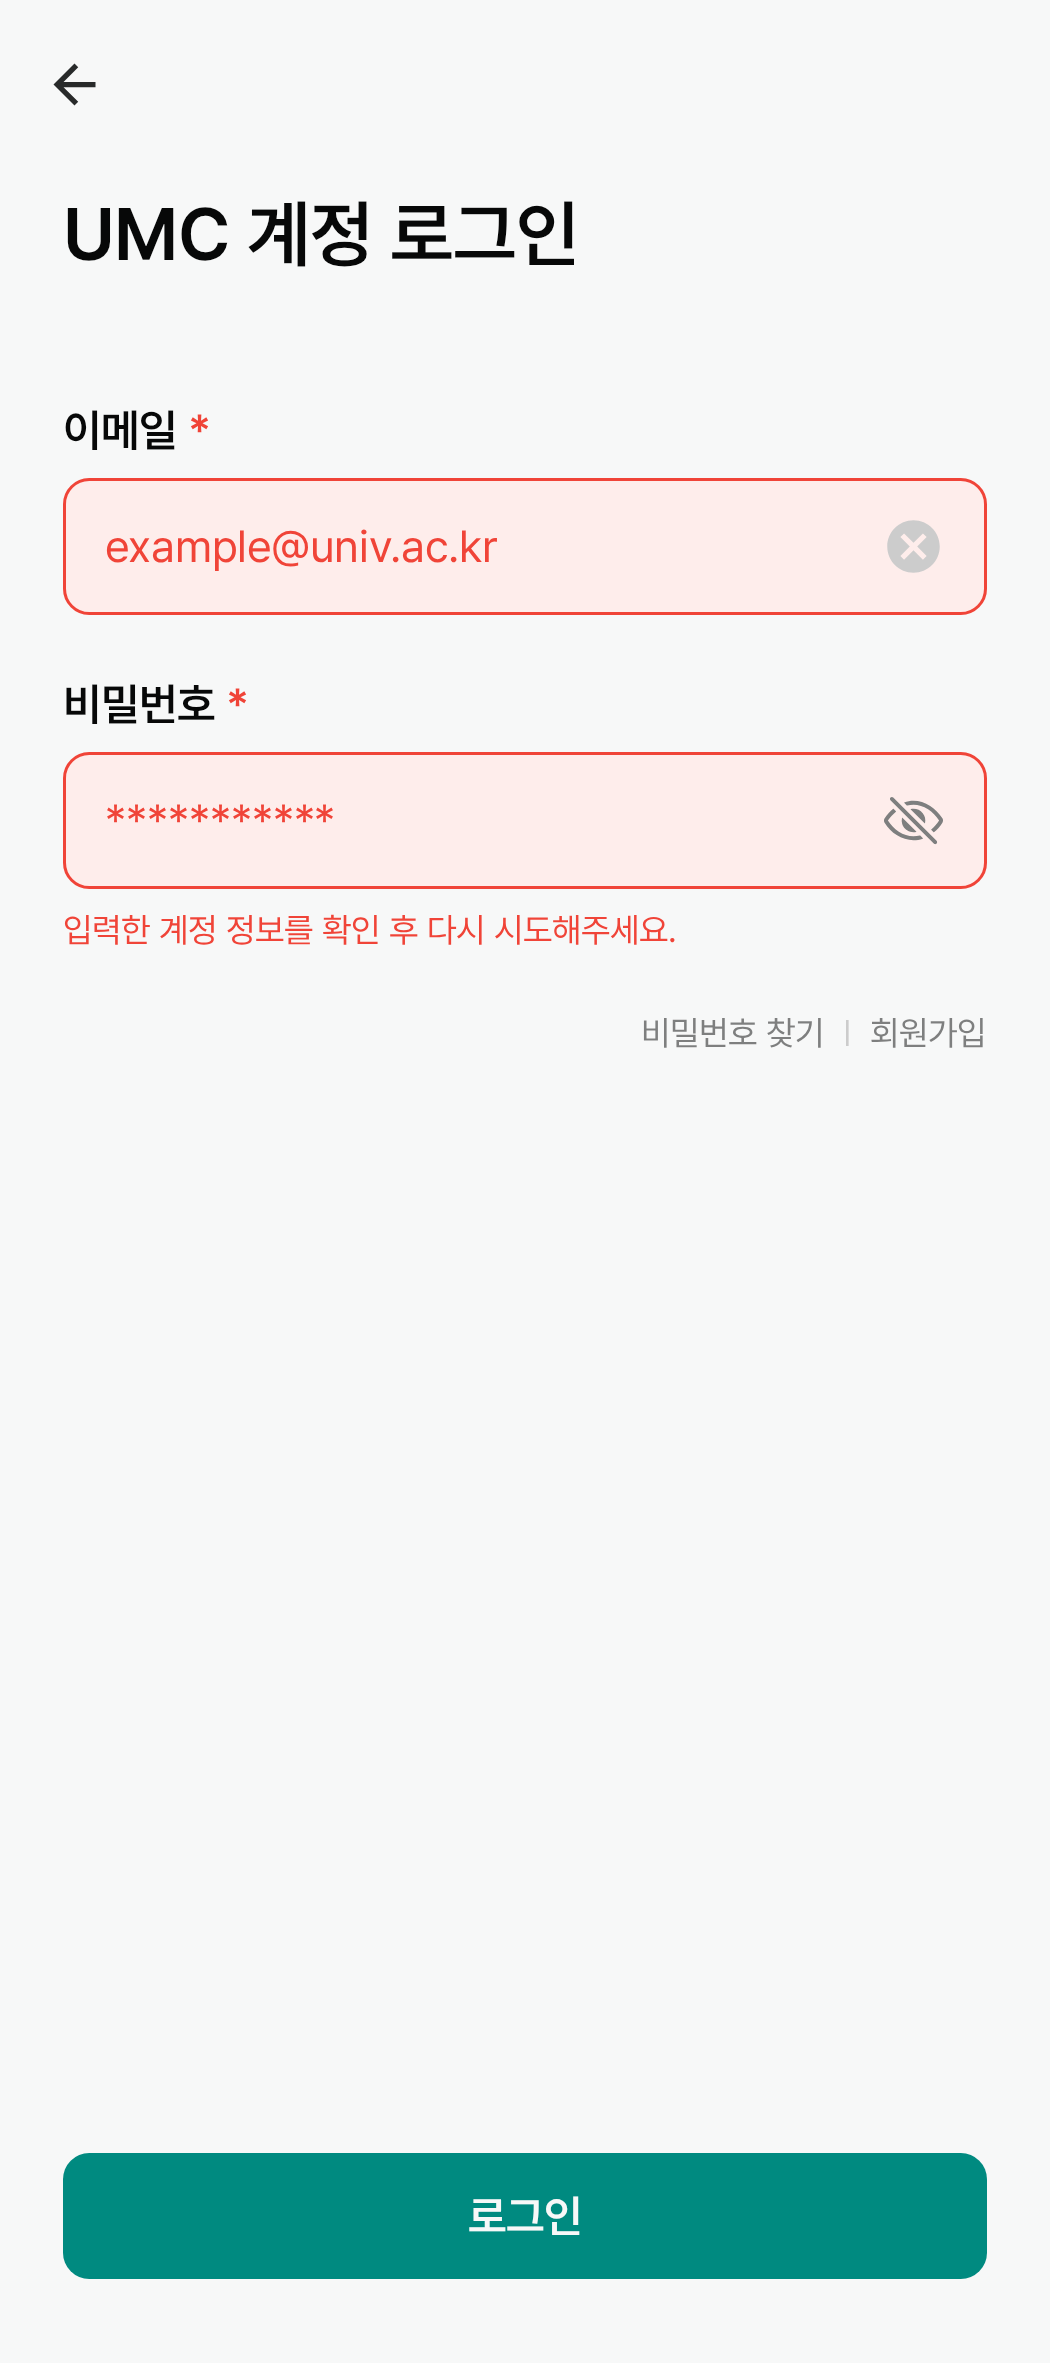 UMC 계정 로그인
이메일 *
example@univ.ac.kr
비밀번호 *
***********
입력한 계정 정보를 확인 후 다시 시도해주세요.
비밀번호 찾기 | 회원가입
로그인